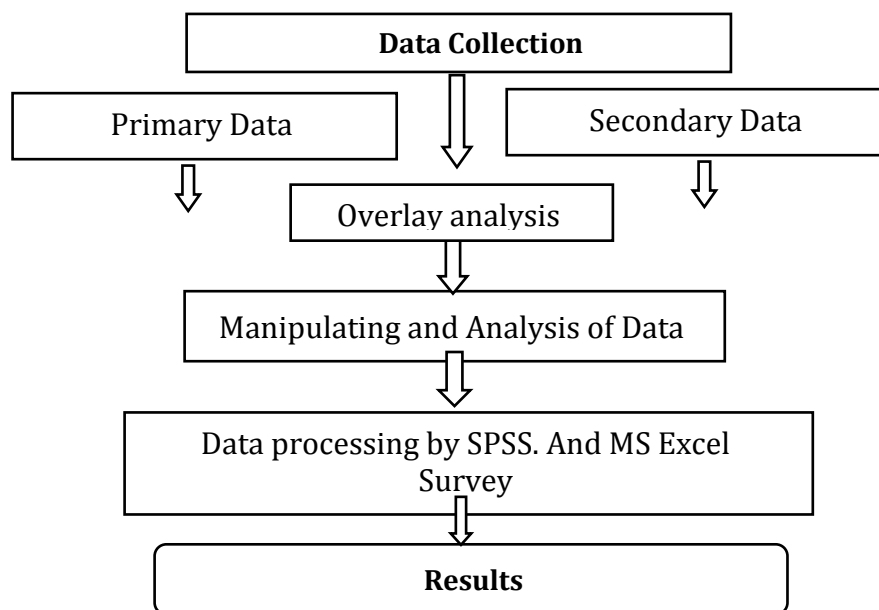 Data Collection
Primary Data
Secondary Data
Overlay analysis
Manipulating and Analysis of Data
Data processing by SPSS. And MS Excel
Survey
Results